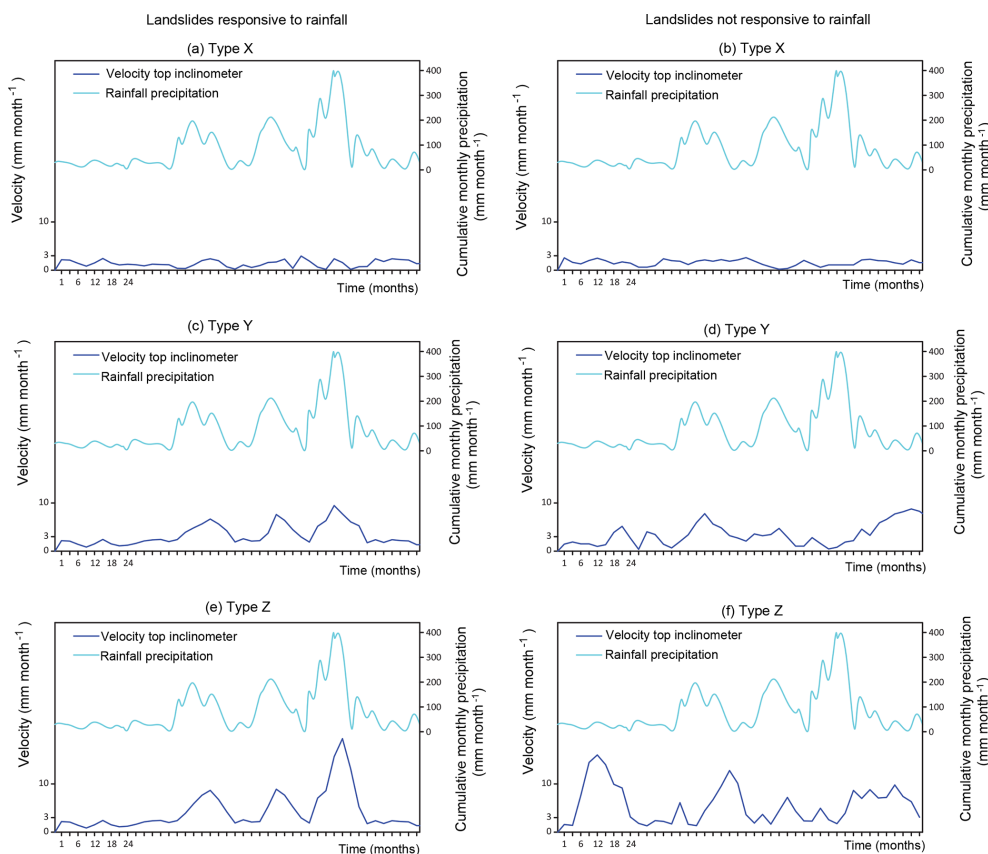 Landslides responsive to rainfall
Landslides not responsive to rainfall
(a) Type X
Velocity top inclinometer
Rainfall precipitation
Velocity (mm month⁻¹)
10
3
0
1 6 12 18 24
Time (months)
400
300
200
100
0
Cumulative monthly precipitation
(mm month⁻¹)
(b) Type X
Velocity top inclinometer
Rainfall precipitation
Velocity (mm month⁻¹)
10
3
0
1 6 12 18 24
Time (months)
400
300
200
100
0
Cumulative monthly precipitation
(mm month⁻¹)
(c) Type Y
Velocity top inclinometer
Rainfall precipitation
Velocity (mm month⁻¹)
10
3
0
1 6 12 18 24
Time (months)
400
300
200
100
0
Cumulative monthly precipitation
(mm month⁻¹)
(d) Type Y
Velocity top inclinometer
Rainfall precipitation
Velocity (mm month⁻¹)
10
3
0
1 6 12 18 24
Time (months)
400
300
200
100
0
Cumulative monthly precipitation
(mm month⁻¹)
(e) Type Z
Velocity top inclinometer
Rainfall precipitation
Velocity (mm month⁻¹)
10
3
0
1 6 12 18 24
Time (months)
400
300
200
100
0
Cumulative monthly precipitation
(mm month⁻¹)
(f) Type Z
Velocity top inclinometer
Rainfall precipitation
Velocity (mm month⁻¹)
10
3
0
1 6 12 18 24
Time (months)
400
300
200
100
0
Cumulative monthly precipitation
(mm month⁻¹)